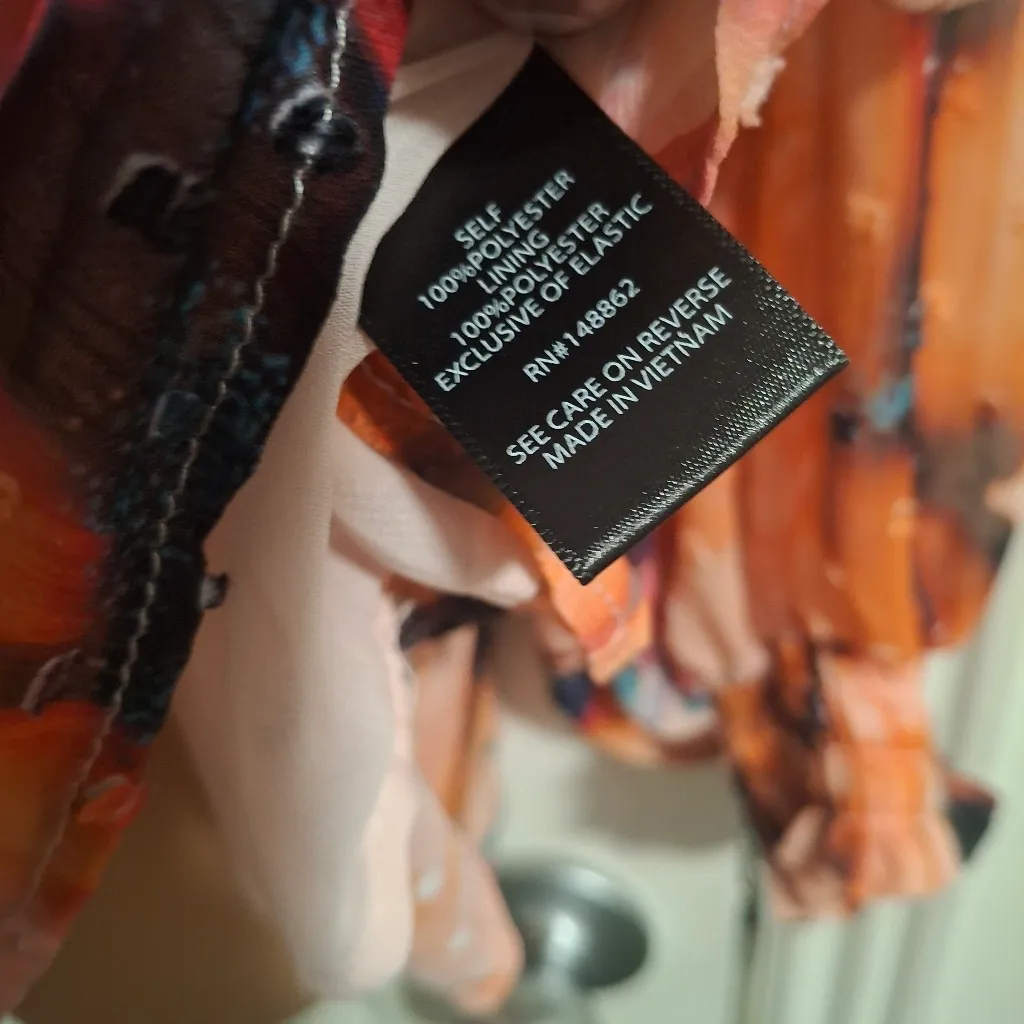 SELF
100%POLYESTER
LINING
100%POLYESTER
EXCLUSIVE OF ELASTIC
RN#148862
SEE CARE ON REVERSE
MADE IN VIETNAM